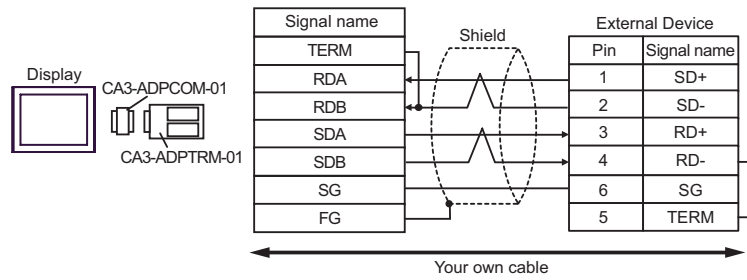 Display
CA3-ADPCOM-01
CA3-ADPTRM-01
Signal name
TERM
RDA
RDB
SDA
SDB
SG
FG
Shield
External Device
Pin Signal name
1 SD+
2 SD-
3 RD+
4 RD-
6 SG
5 TERM
Your own cable